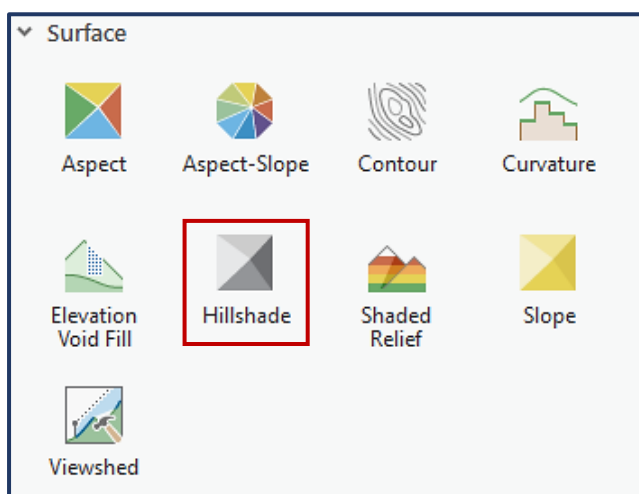 Surface
Aspect
Aspect-Slope
Contour
Curvature
Elevation
Void Fill
Hillshade
Shaded
Relief
Slope
Viewshed